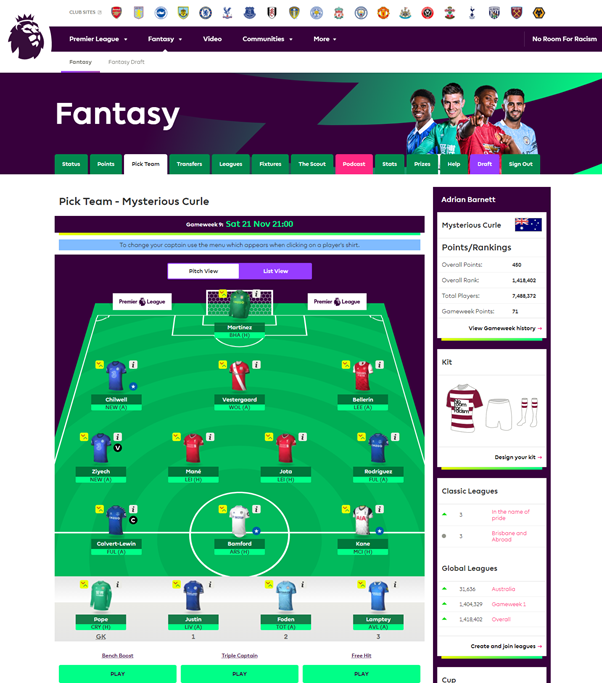 CLUB SITES
Premier League
Fantasy
Video
Communities
More
No Room For Racism
Fantasy
Fantasy Draft
Fantasy
Status
Points
Pick Team
Transfers
Leagues
Fixtures
The Scout
Podcast
Stats
Prizes
Help
Draft
Sign Out
Pick Team - Mysterious Curle
Gameweek 9: Sat 21 Nov 21:00
To change your captain use the menu which appears when clicking on a player's shirt.
Pitch View
List View
Premier League
Premier League
Martínez
BHA (H)
Chilwell
NEW (A)
Vestergaard
WOL (A)
Bellerín
LEE (A)
V
Ziyech
NEW (A)
Mané
LEI (H)
Jota
LEI (H)
Rodríguez
FUL (A)
C
Calvert-Lewin
FUL (A)
Bamford
ARS (H)
Kane
MCI (H)
Pope
CRY (H)
GK
Justin
LIV (A)
1
Foden
TOT (A)
2
Lamptey
AVL (A)
3
Bench Boost
PLAY
Triple Captain
PLAY
Free Hit
PLAY
Adrian Barnett
Mysterious Curle
Points/Rankings
Overall Points: 450
Overall Rank: 1,418,402
Total Players: 7,488,372
Gameweek Points: 71
View Gameweek history →
Kit
Design your kit →
Classic Leagues
3 In the name of
pride
3 Brisbane and
Abroad
Global Leagues
31,636 Australia
1,404,329 Gameweek 1
1,418,402 Overall
Create and join leagues →
Cup